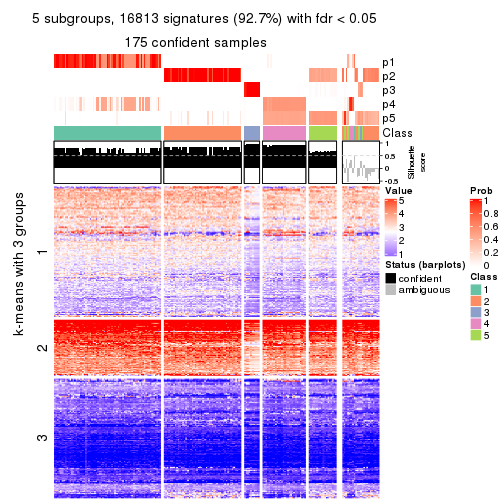 5 subgroups, 16813 signatures (92.7%) with fdr < 0.05
175 confident samples
p1
p2
p3
p4
p5
Class
1
0.5
0
-0.5
Silhouette
score
k-means with 3 groups
1
2
3
Value
5
4
3
2
1
Status (barplots)
confident
ambiguous
Prob
1
0.8
0.6
0.4
0.2
0
Class
1
2
3
4
5